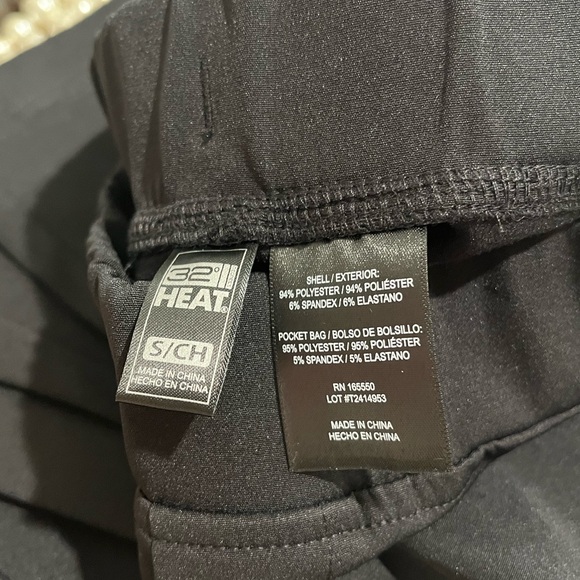 32°
HEAT
S/CH
MADE IN CHINA
HECHO EN CHINA
SHELL / EXTERIOR:
94% POLYESTER / 94% POLIÉSTER
6% SPANDEX / 6% ELASTANO
POCKET BAG / BOLSO DE BOLSILLO:
95% POLYESTER / 95% POLIÉSTER
5% SPANDEX / 5% ELASTANO
RN 165550
LOT #T2414953
MADE IN CHINA
HECHO EN CHINA